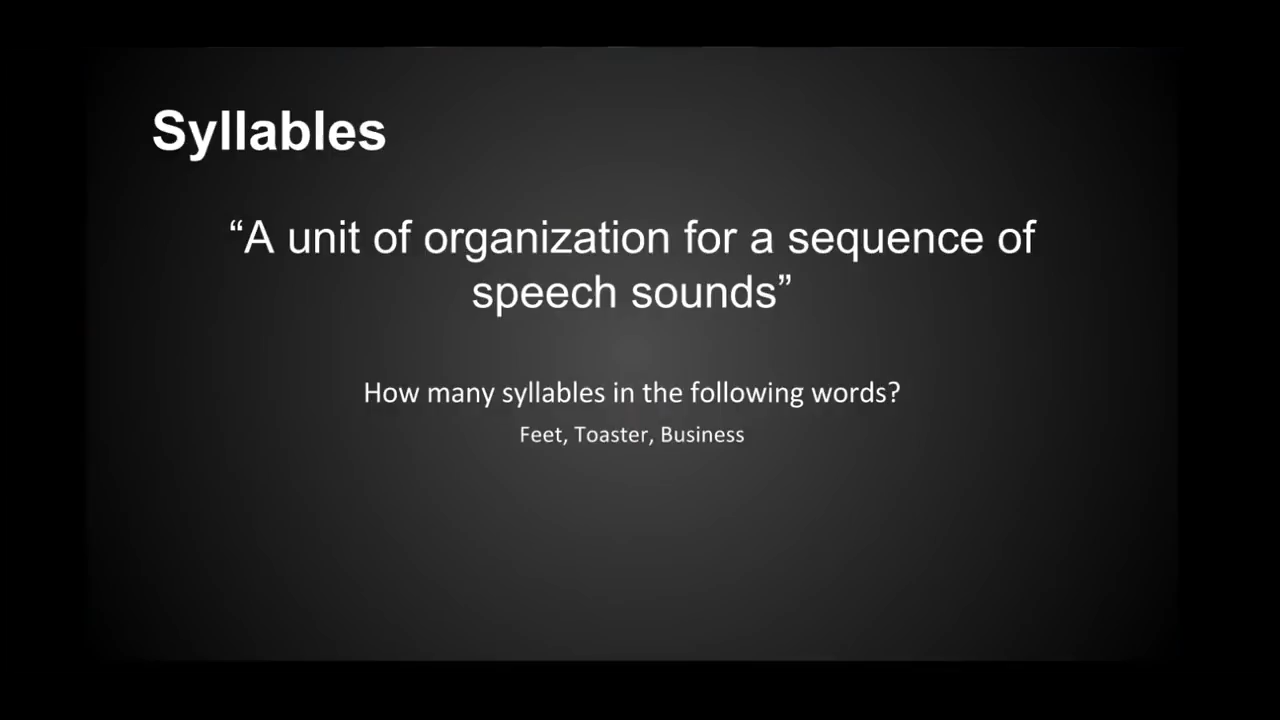 Syllables
“A unit of organization for a sequence of
speech sounds”
How many syllables in the following words?
Feet, Toaster, Business